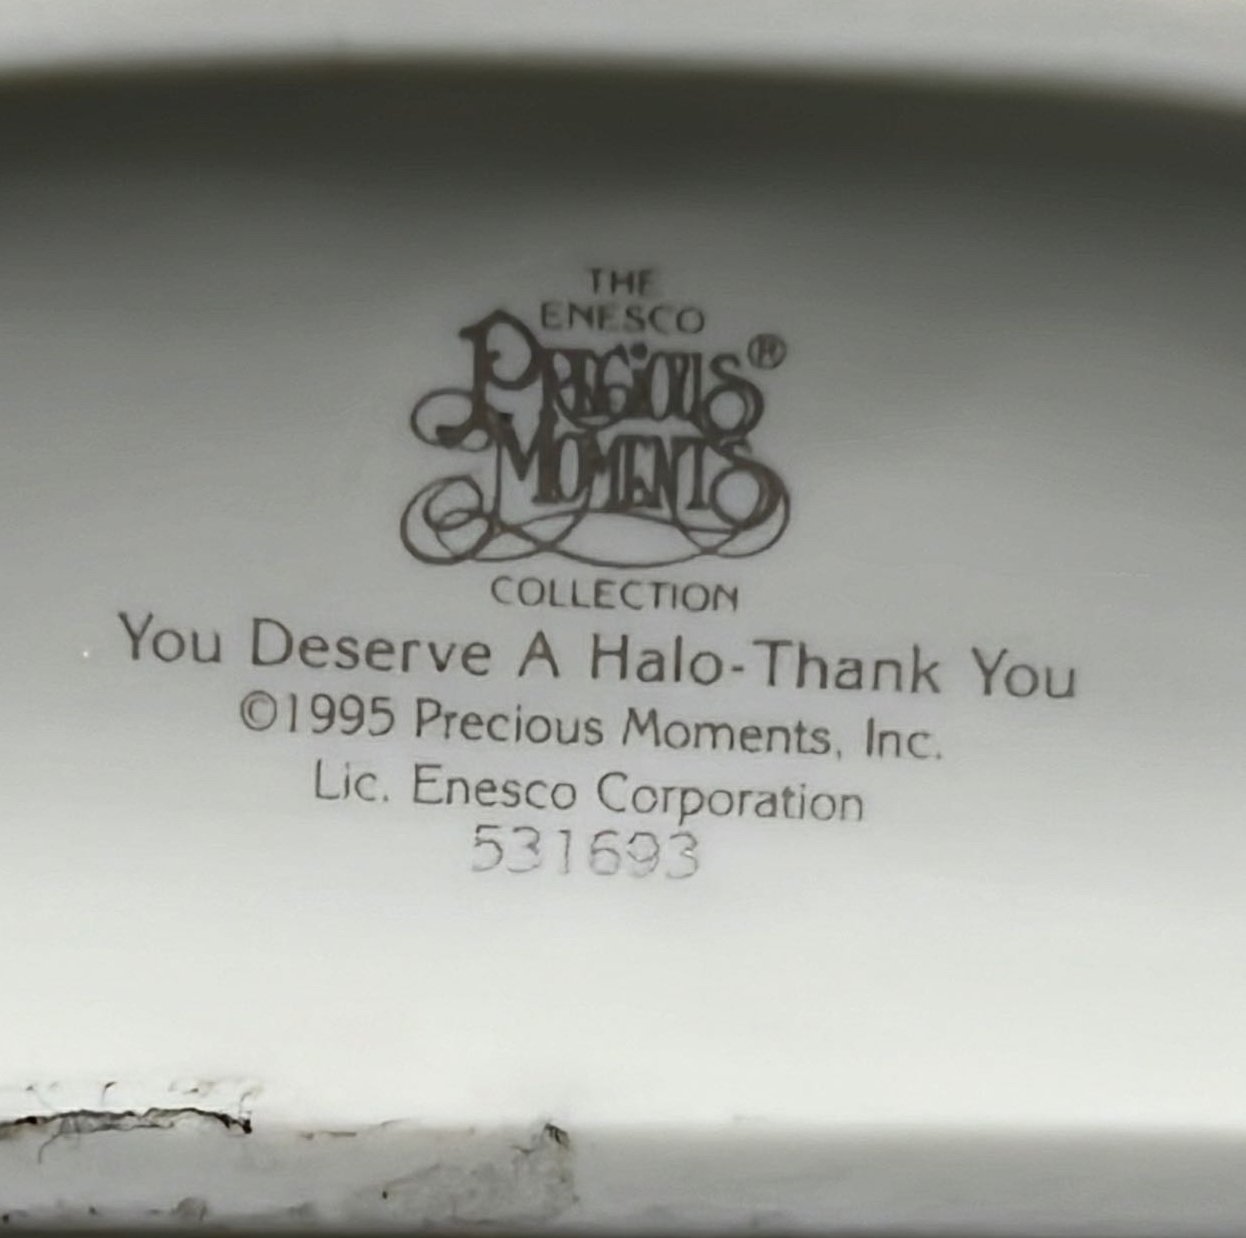 THE
ENESCO
PRECIOUS®
MOMENTS
COLLECTION
You Deserve A Halo-Thank You
©1995 Precious Moments, Inc.
Lic. Enesco Corporation
531693